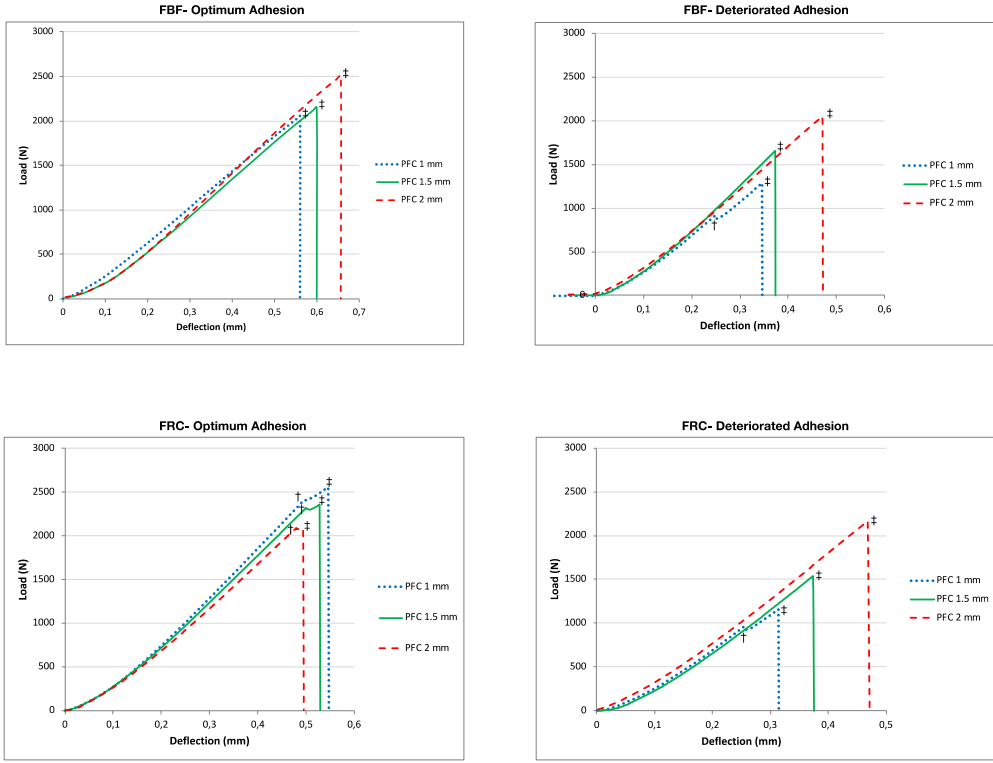 FBF- Optimum Adhesion
3000
2500
2000
1500
1000
500
0
Load (N)
0 0,1 0,2 0,3 0,4 0,5 0,6 0,7
Deflection (mm)
‡
‡
‡
PFC 1 mm
PFC 1.5 mm
PFC 2 mm
FBF- Deteriorated Adhesion
3000
2500
2000
1500
1000
500
0
Load (N)
0 0,1 0,2 0,3 0,4 0,5 0,6
Deflection (mm)
‡
‡
‡
†
PFC 1 mm
PFC 1.5 mm
PFC 2 mm
FRC- Optimum Adhesion
3000
2500
2000
1500
1000
500
0
Load (N)
0 0,1 0,2 0,3 0,4 0,5 0,6
Deflection (mm)
‡
†
‡
†
‡
†
PFC 1 mm
PFC 1.5 mm
PFC 2 mm
FRC- Deteriorated Adhesion
3000
2500
2000
1500
1000
500
0
Load (N)
0 0,1 0,2 0,3 0,4 0,5
Deflection (mm)
‡
‡
‡
†
PFC 1 mm
PFC 1.5 mm
PFC 2 mm